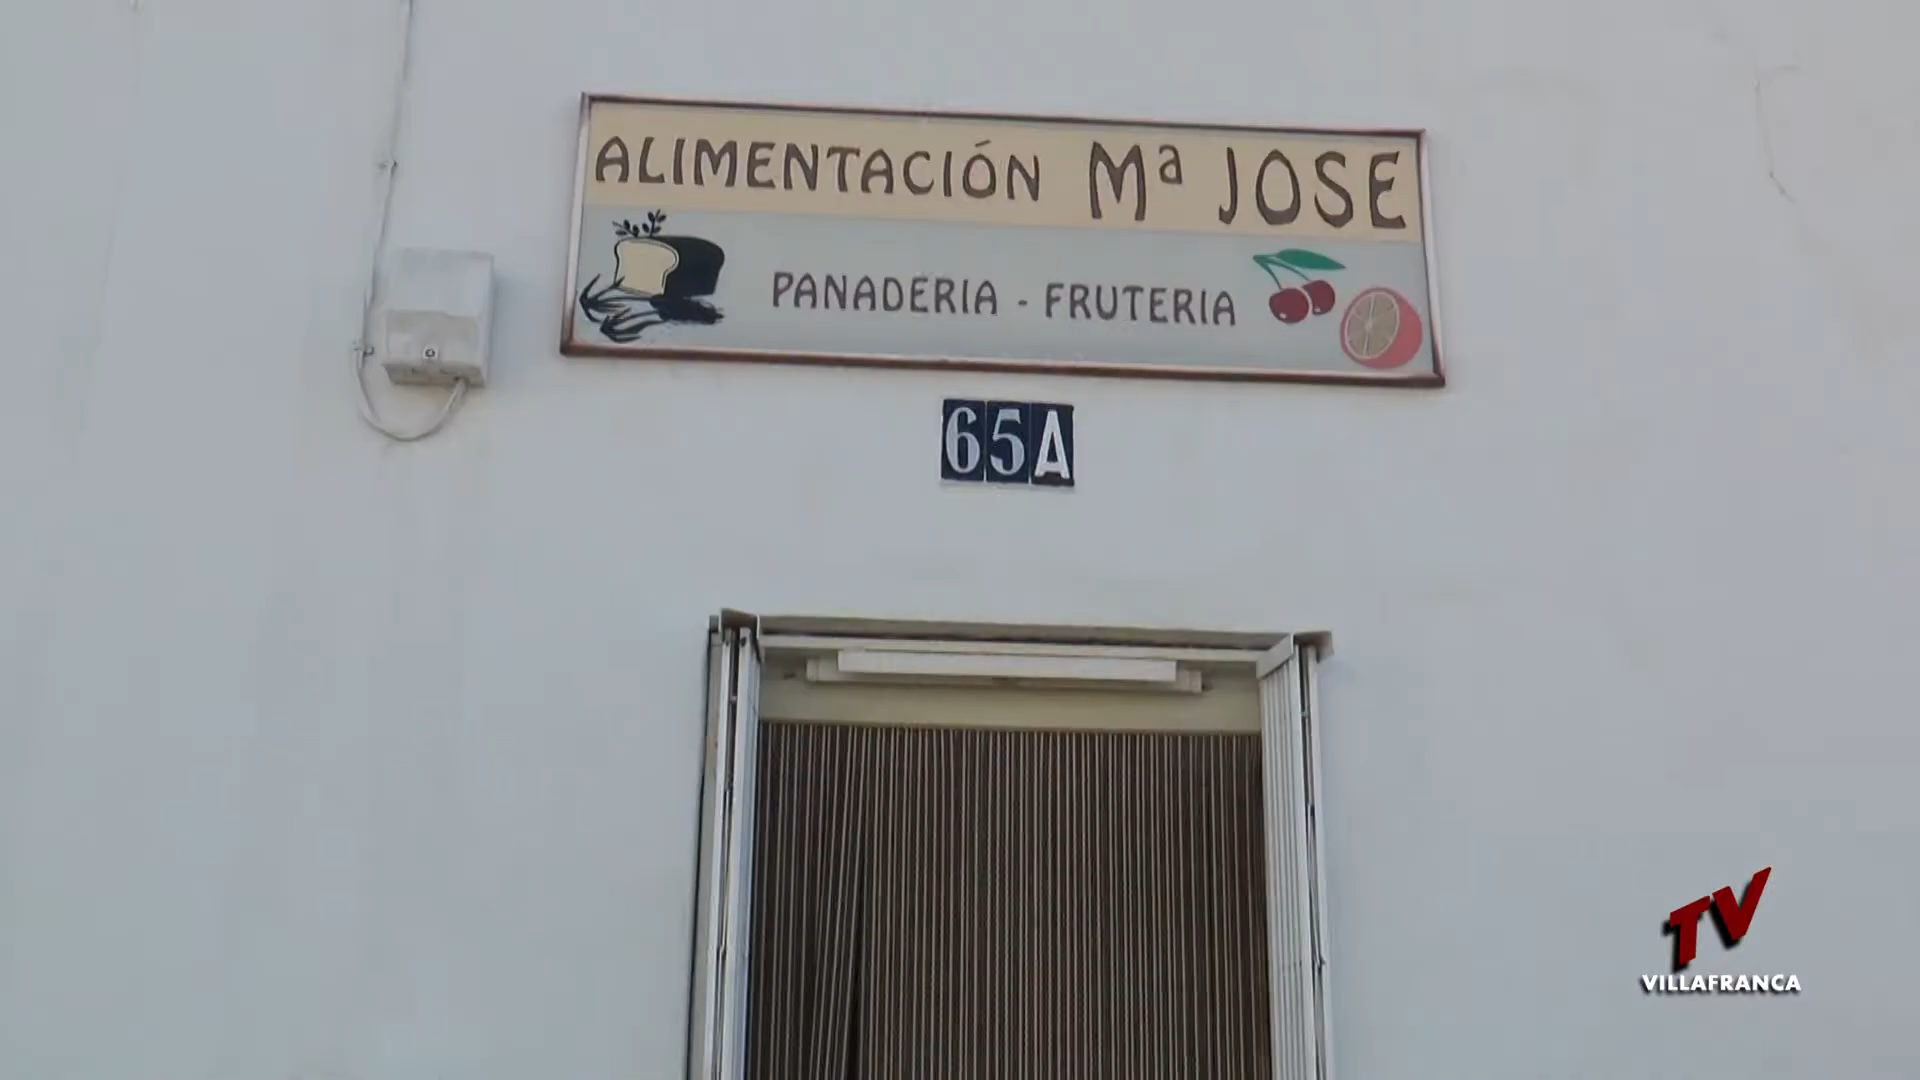 ALIMENTACIÓN Mª JOSE
PANADERIA - FRUTERIA
65A
TV
VILLAFRANCA